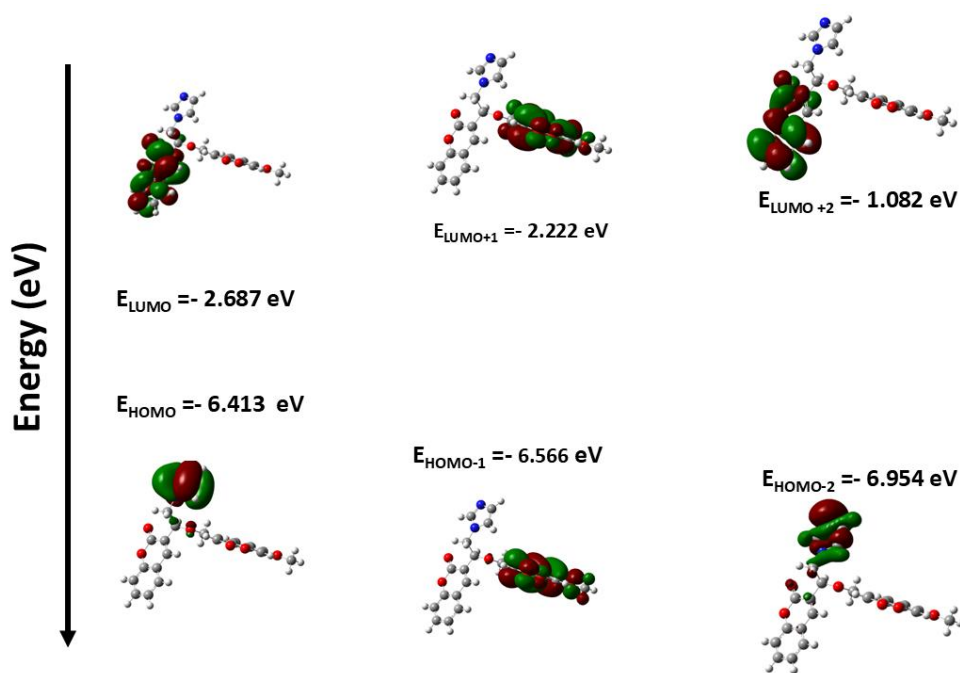 Energy (eV)
E_LUMO =- 2.687 eV
E_LUMO+1 =- 2.222 eV
E_LUMO +2 =- 1.082 eV
E_HOMO =- 6.413 eV
E_HOMO-1 =- 6.566 eV
E_HOMO-2 =- 6.954 eV